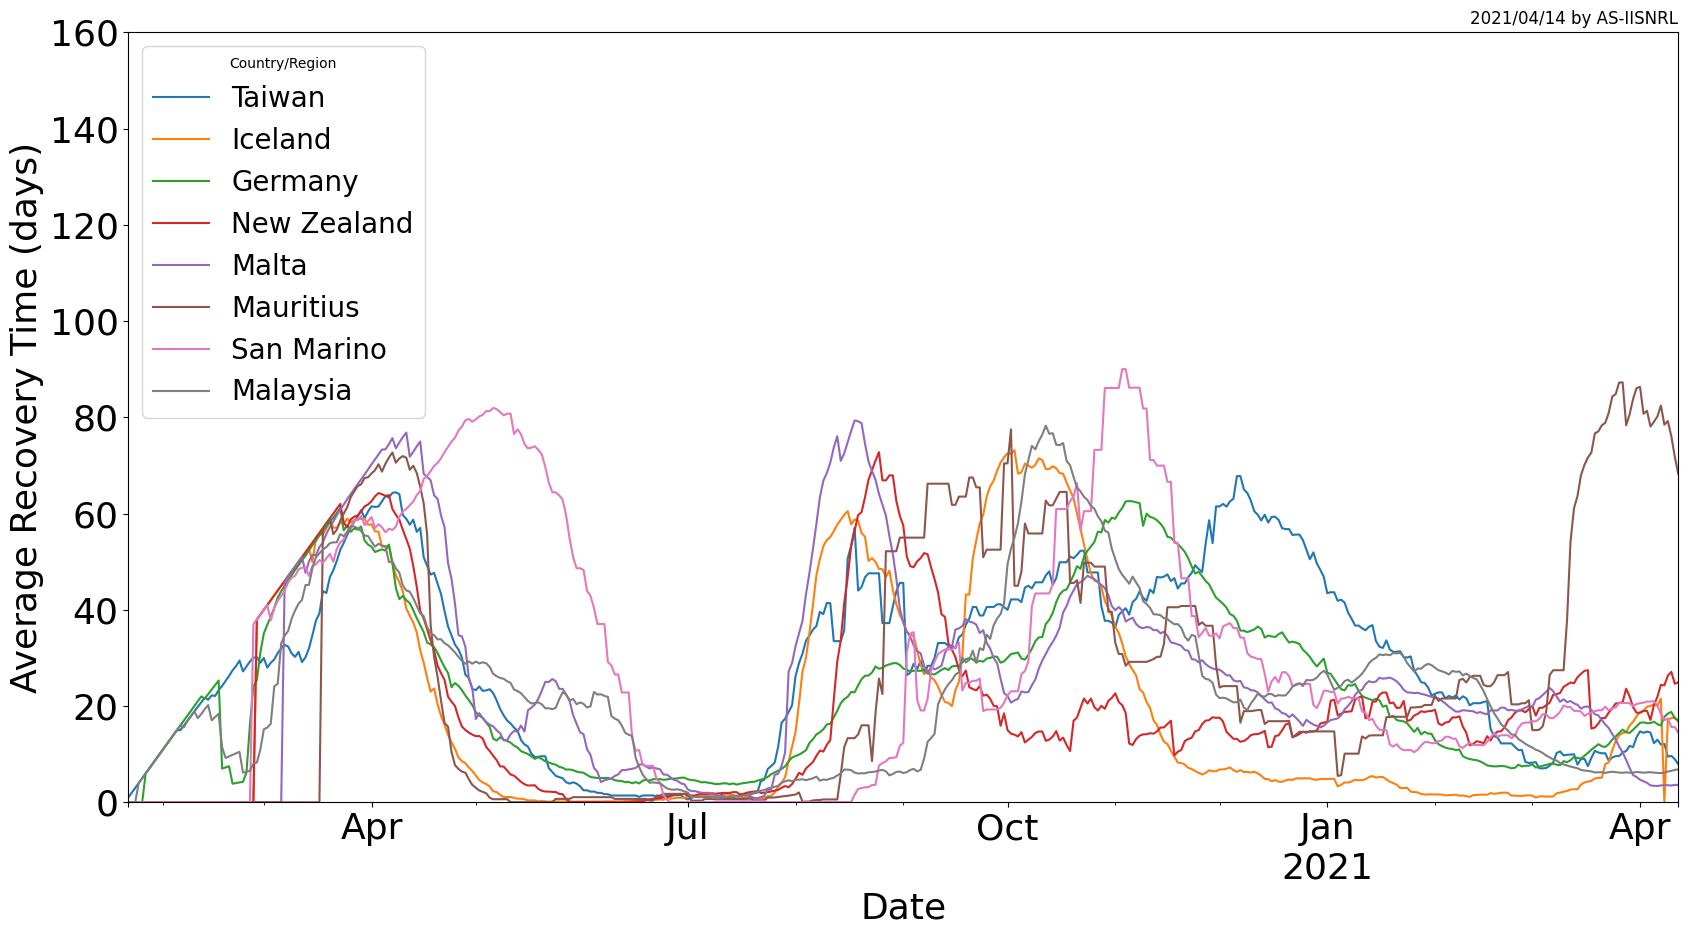 2021/04/14 by AS-IISNRL
160
140
120
100
80
60
40
20
0
Average Recovery Time (days)
Country/Region
Taiwan
Iceland
Germany
New Zealand
Malta
Mauritius
San Marino
Malaysia
Apr
Jul
Oct
Jan
2021
Apr
Date